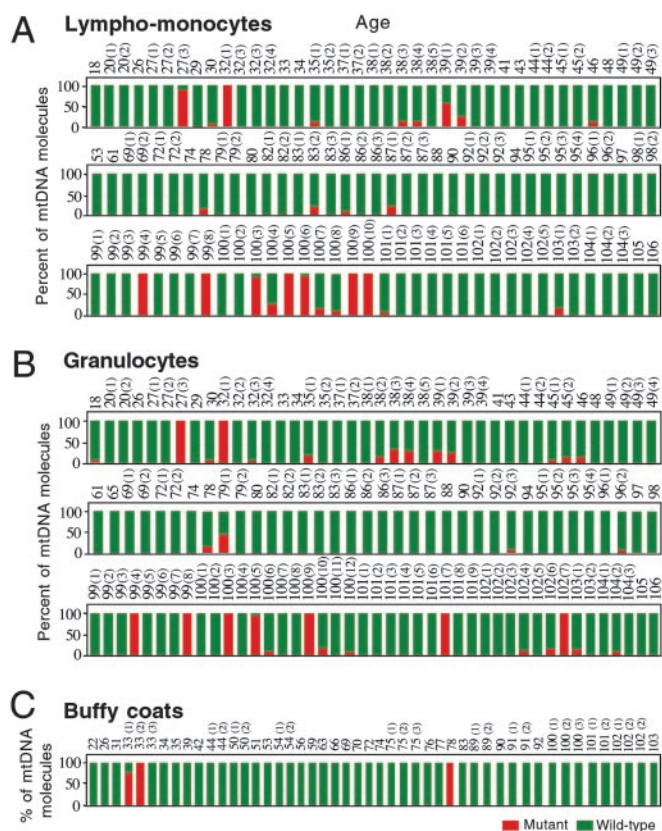 A Lympho-monocytes Age
18 20(1) 20(2) 26 27(1) 27(2) 27(3) 29 30 32(1) 32(2) 32(3) 32(4) 33 34 35(1) 35(2) 37(1) 37(2) 38(1) 38(2) 38(3) 38(4) 38(5) 39(1) 39(2) 39(3) 39(4) 41 43 44(1) 44(2) 45(1) 45(2) 46 48 49(1) 49(2) 49(3)
100
50
0
53 61 69(1) 69(2) 72(1) 72(2) 74 78 79(1) 79(2) 80 82(1) 82(2) 83(1) 83(2) 86(1) 86(2) 86(3) 87(1) 87(2) 87(3) 88 90 92(1) 92(2) 92(3) 94 95(1) 95(2) 95(3) 95(4) 96(1) 96(2) 97 98(1) 98(2)
100
50
0
99(1) 99(2) 99(3) 99(4) 99(5) 99(6) 99(7) 99(8) 100(1) 100(2) 100(3) 100(4) 100(5) 100(6) 100(7) 100(8) 100(9) 100(10) 101(1) 101(2) 101(3) 101(4) 101(5) 101(6) 102(1) 102(2) 102(3) 102(4) 102(5) 103(1) 103(2) 104(1) 104(2) 104(3) 105 106
100
50
0
Percent of mtDNA molecules
B Granulocytes
18 20(1) 20(2) 26 27(1) 27(2) 27(3) 29 30 32(1) 32(2) 32(3) 32(4) 33 34 35(1) 35(2) 37(1) 37(2) 38(1) 38(2) 38(3) 38(4) 38(5) 39(1) 39(2) 39(3) 39(4) 41 43 44(1) 44(2) 45(1) 45(2) 46 48 49(1) 49(2) 49(3) 49(4)
100
50
0
61 65 69(1) 69(2) 72(1) 72(2) 74 78 79(1) 79(2) 80 82(1) 82(2) 83(1) 83(2) 83(3) 86(1) 86(2) 86(3) 87(1) 87(2) 87(3) 88 90 92(1) 92(2) 92(3) 94 95(1) 95(2) 95(3) 95(4) 96(1) 96(2) 97 98
100
50
0
99(1) 99(2) 99(3) 99(4) 99(5) 99(6) 99(7) 99(8) 100(1) 100(2) 100(3) 100(4) 100(5) 100(6) 100(7) 100(8) 100(9) 100(10) 100(11) 100(12) 101(1) 101(2) 101(3) 101(4) 101(5) 101(6) 101(7) 101(8) 101(9) 102(1) 102(2) 102(3) 102(4) 102(5) 102(6) 102(7) 103(1) 103(2) 104(1) 104(2) 104(3) 105 106
100
50
0
Percent of mtDNA molecules
C Buffy coats
22 26 31 33 (1) 33 (2) 33 (3) 34 35 39 42 44 (1) 44 (2) 50 (1) 50 (2) 51 53 54 (1) 54 (2) 56 59 63 66 69 70 72 74 75 (1) 75 (2) 75 (3) 76 77 78 83 89 (1) 89 (2) 90 91 (1) 91 (2) 92 100 (1) 100 (2) 100 (3) 101 (1) 101 (2) 102 (1) 102 (2) 103
100
50
0
% of mtDNA
molecules
Mutant Wild-type